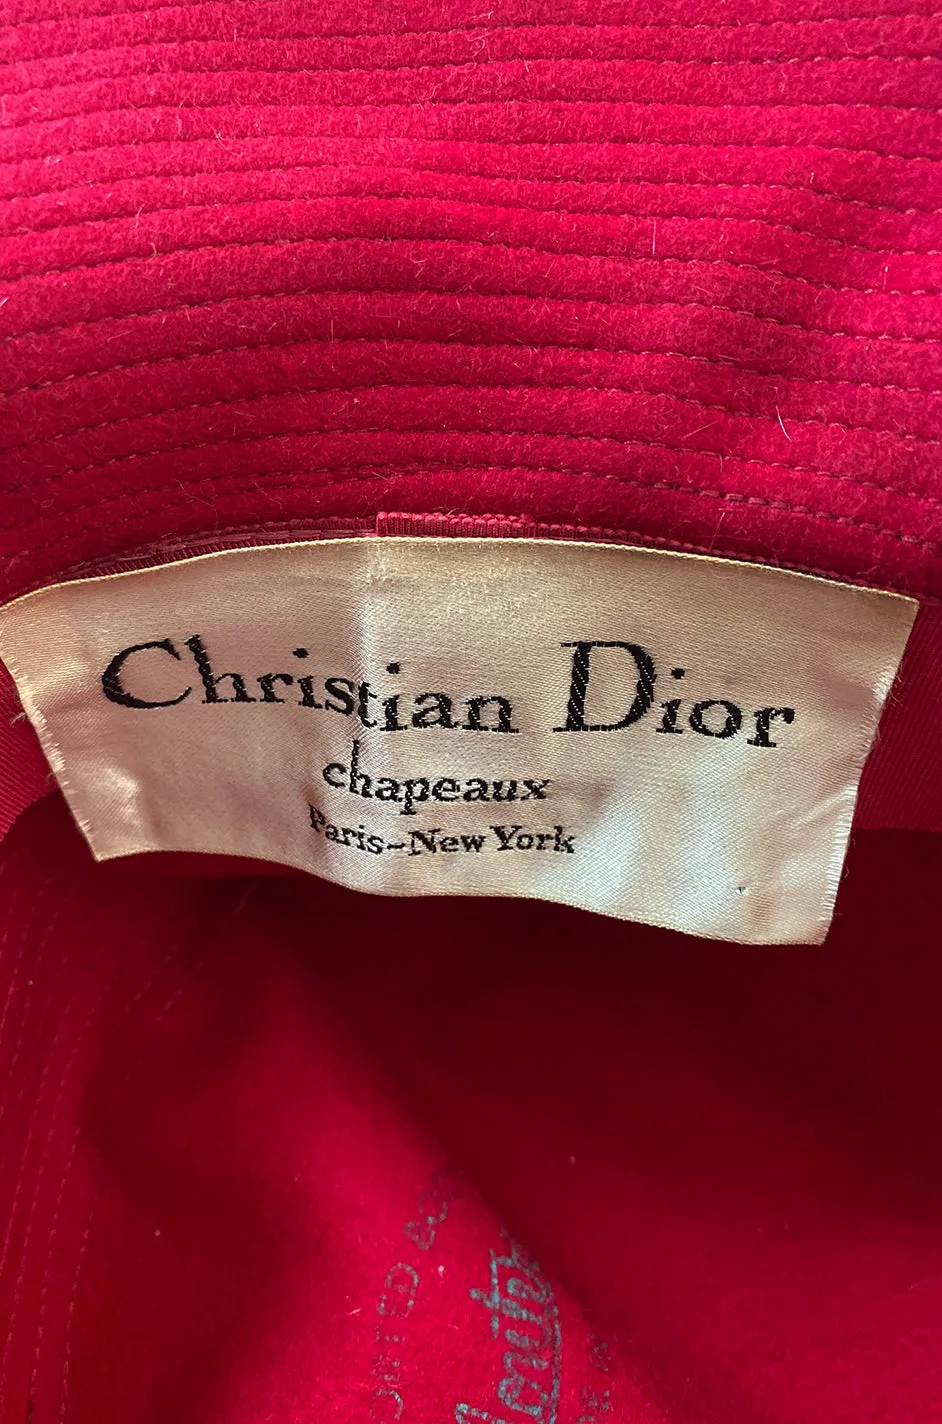 Christian Dior
chapeaux
Paris–New York